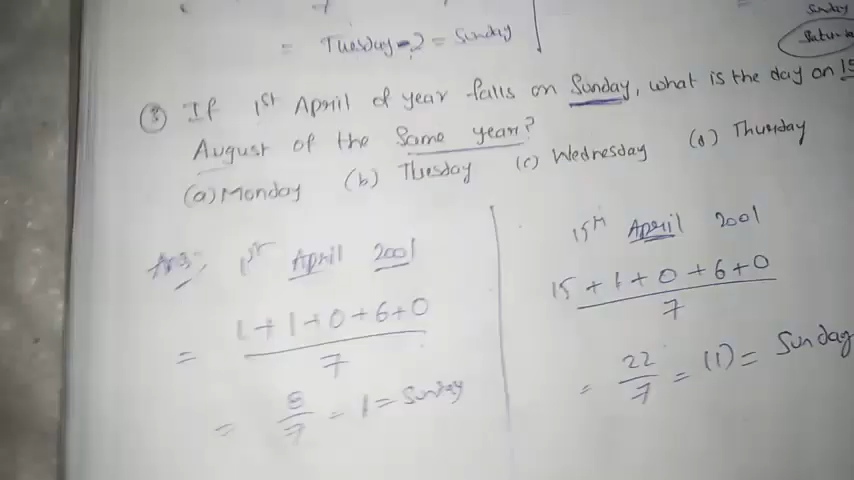 Sunday
= Tuesday-2 = Sunday
(3) If 1st April of year falls on Sunday, what is the day on 15
August of the Same year?
(a) Monday (b) Tuesday (c) Wednesday (d) Thursday
1st April 2001
1+1+0+6+0
= 7
= 8/7 = 1 = Sunday
15th April 2001
15+1+0+6+0
7
= 22/7 = (1) = Sunday